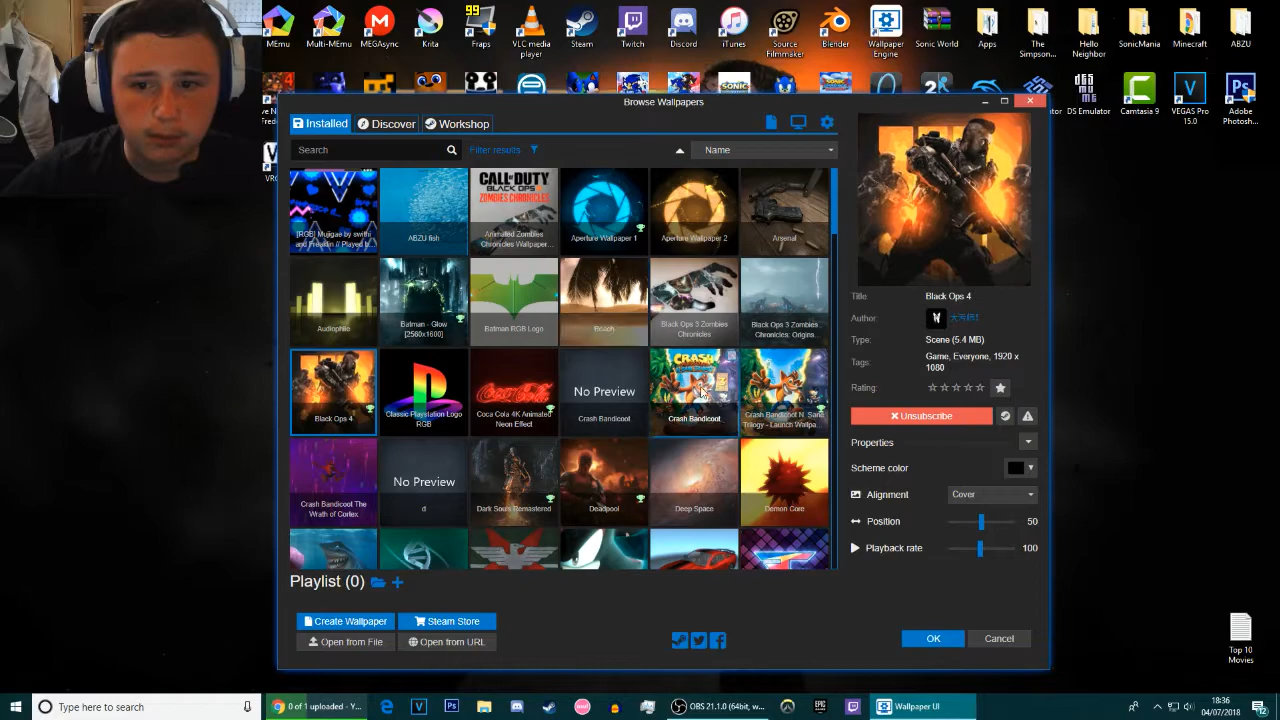 99
MEmu
Multi-MEmu
MEGAsync
Krita
Fraps
VLC media player
Steam
Twitch
Discord
iTunes
Source Filmmaker
Blender
Wallpaper Engine
Sonic World
Apps
The Simpson...
Hello Neighbor
SonicMania
Minecraft
ABZU
DS Emulator
Camtasia 9
VEGAS Pro 15.0
Adobe Photosh...
Browse Wallpapers
Installed
Discover
Workshop
Search
Filter results
Name
[RGB] Mujigae by swithi and Freakin // Played b...
ABZU fish
CALL OF DUTY
BLACK OPS
ZOMBIES CHRONICLES
Animated Zombies Chronicles Wallpaper...
Aperture Wallpaper 1
Aperture Wallpaper 2
Arsenal
Audiophile
Batman - Glow [2560x1600]
Batman RGB Logo
Black Ops 3 Zombies Chronicles
Black Ops 3 Zombies Chronicles: Origins...
Black Ops 4
Classic Playstation Logo RGB
Coca Cola 4K Animated Neon Effect
No Preview
Crash Bandicoot
CRASH
Crash Bandicoot
Crash Bandicoot N. Sane Trilogy - Launch Wallpa...
Crash Bandicoot The Wrath of Cortex
No Preview
d
Dark Souls Remastered
Deadpool
Deep Space
Demon Core
Title
Black Ops 4
Author:
Type:
Scene (5.4 MB)
Tags:
Game, Everyone, 1920 x 1080
Rating:
Unsubscribe
Properties
Scheme color
Alignment
Cover
Position
50
Playback rate
100
Playlist (0)
Create Wallpaper
Steam Store
Open from File
Open from URL
OK
Cancel
Top 10 Movies
Type here to search
0 of 1 uploaded - Y...
OBS 21.1.0 (64bit, w...
Wallpaper UI
18:36
04/07/2018